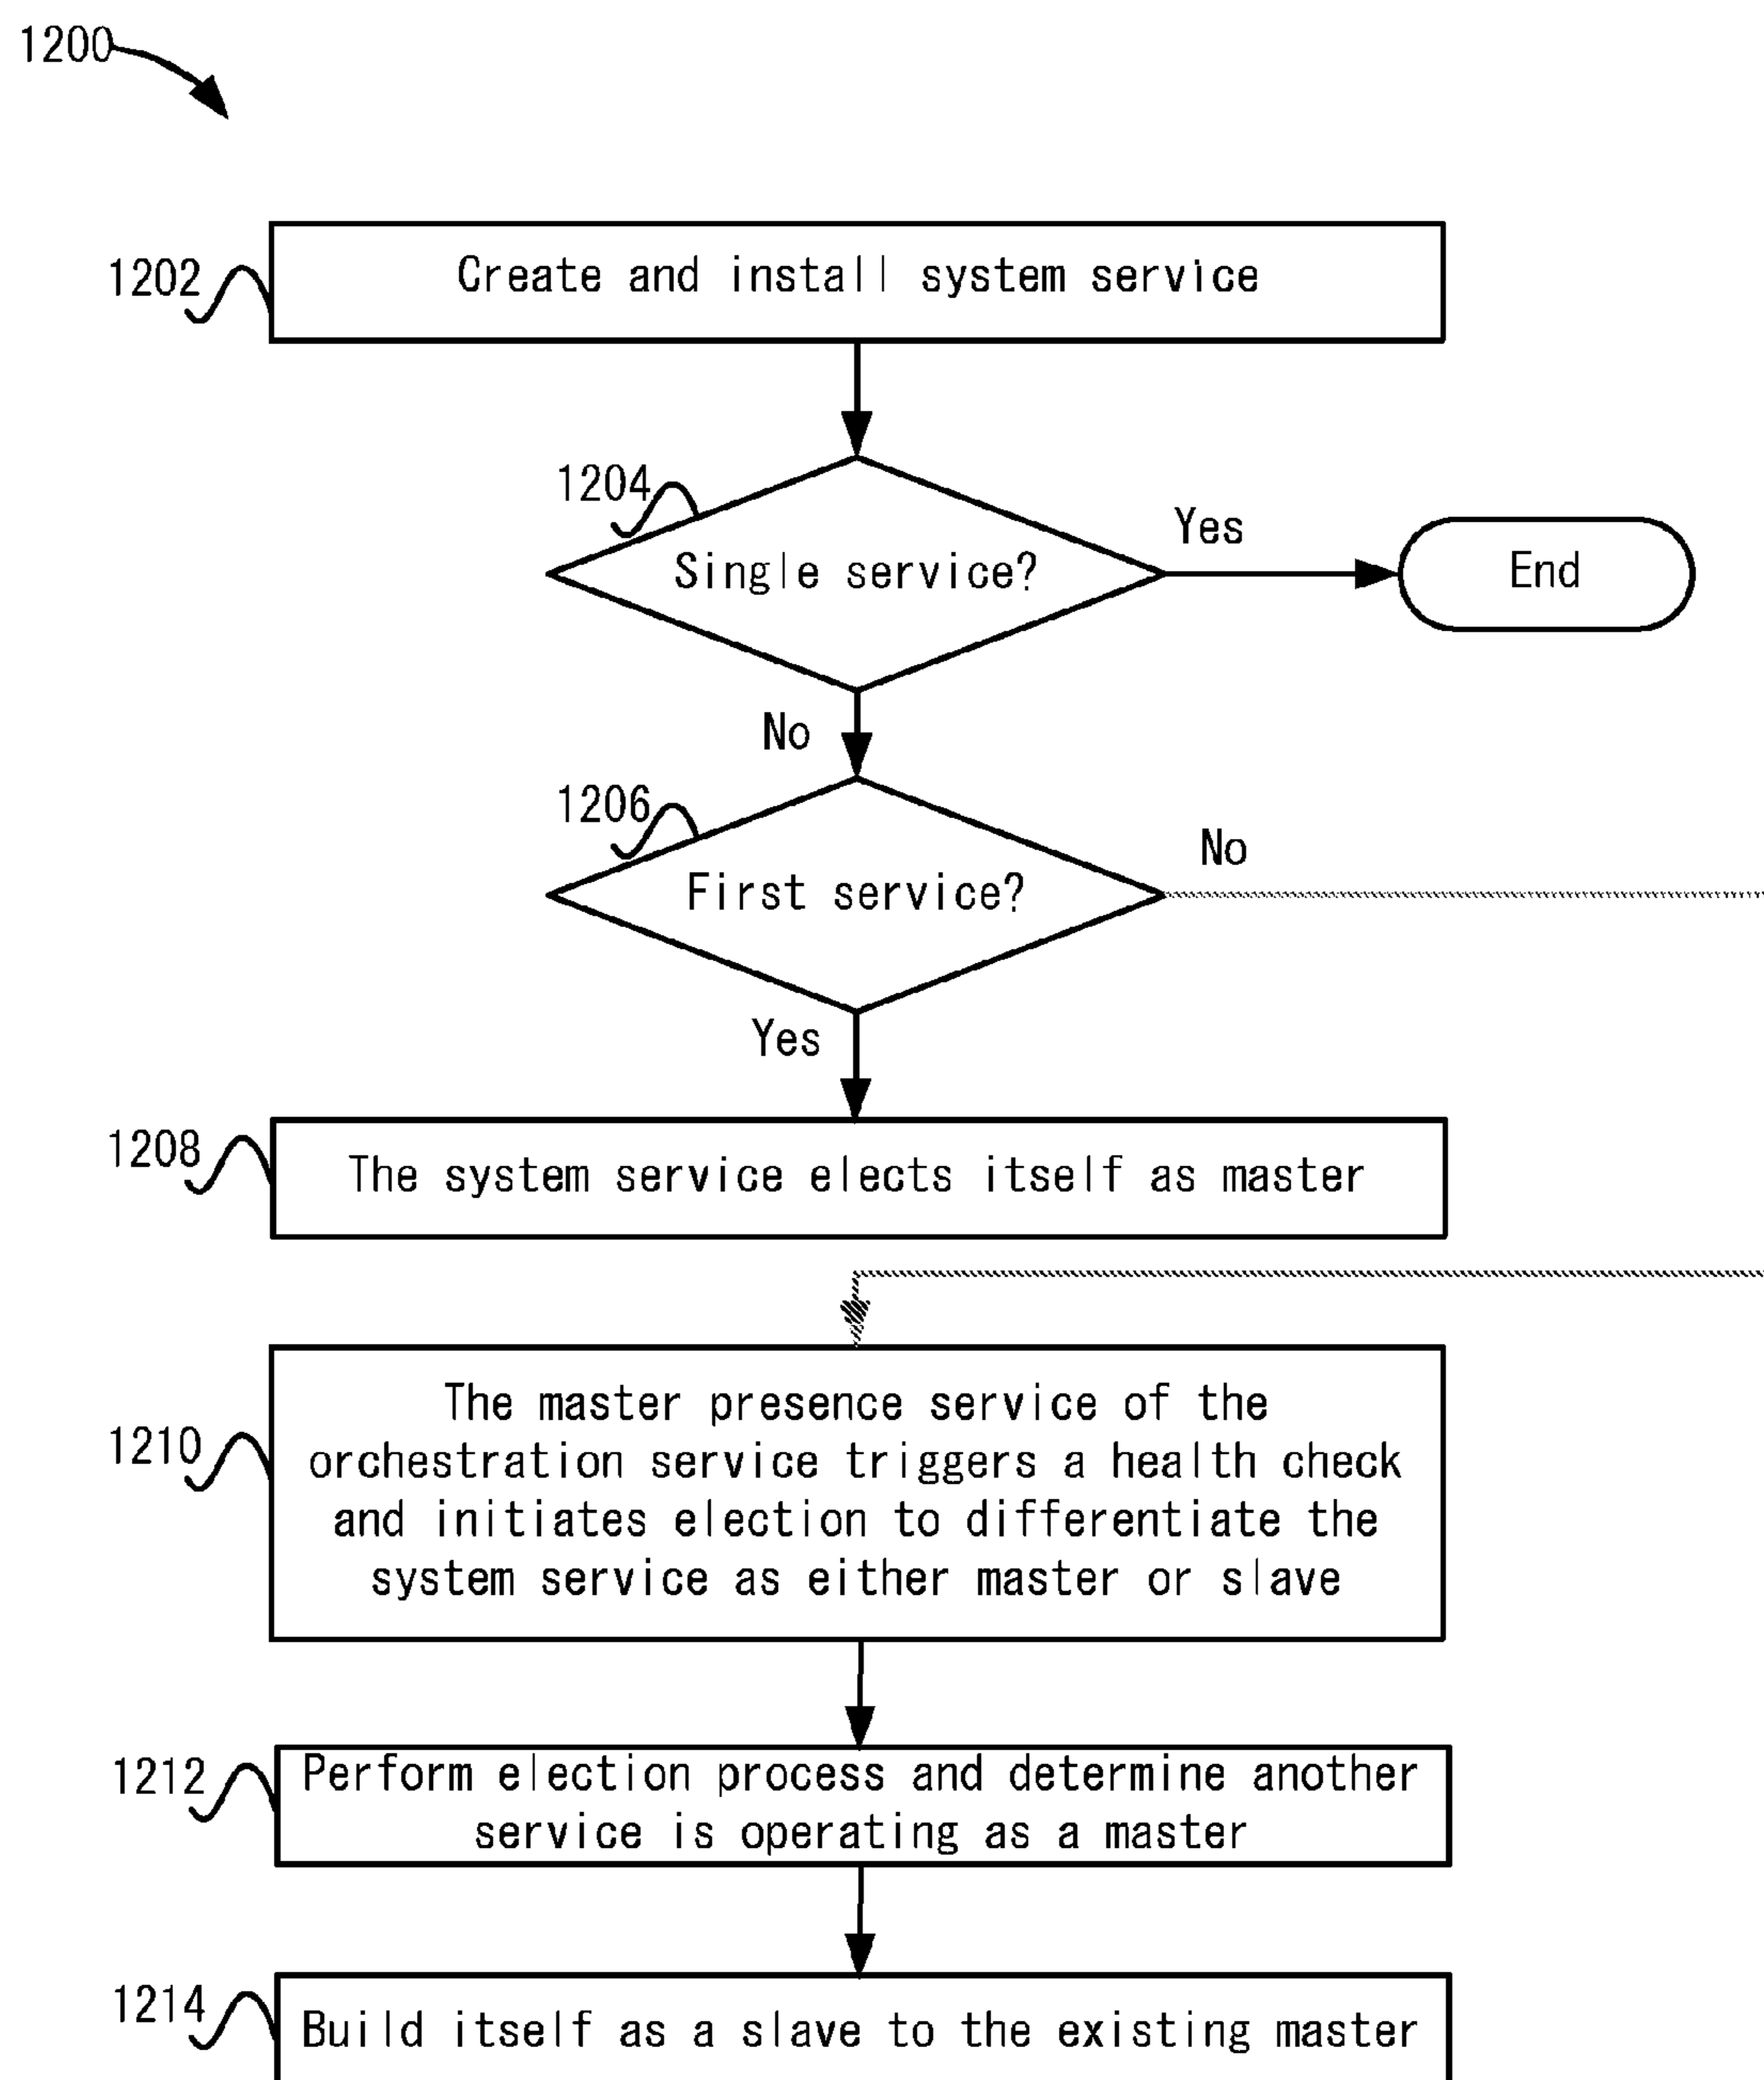 1200
1202
Create and install system service
1204
Single service?
Yes
End
No
1206
First service?
No
Yes
1208
The system service elects itself as master
1210
The master presence service of the
orchestration service triggers a health check
and initiates election to differentiate the
system service as either master or slave
1212
Perform election process and determine another
service is operating as a master
1214
Build itself as a slave to the existing master